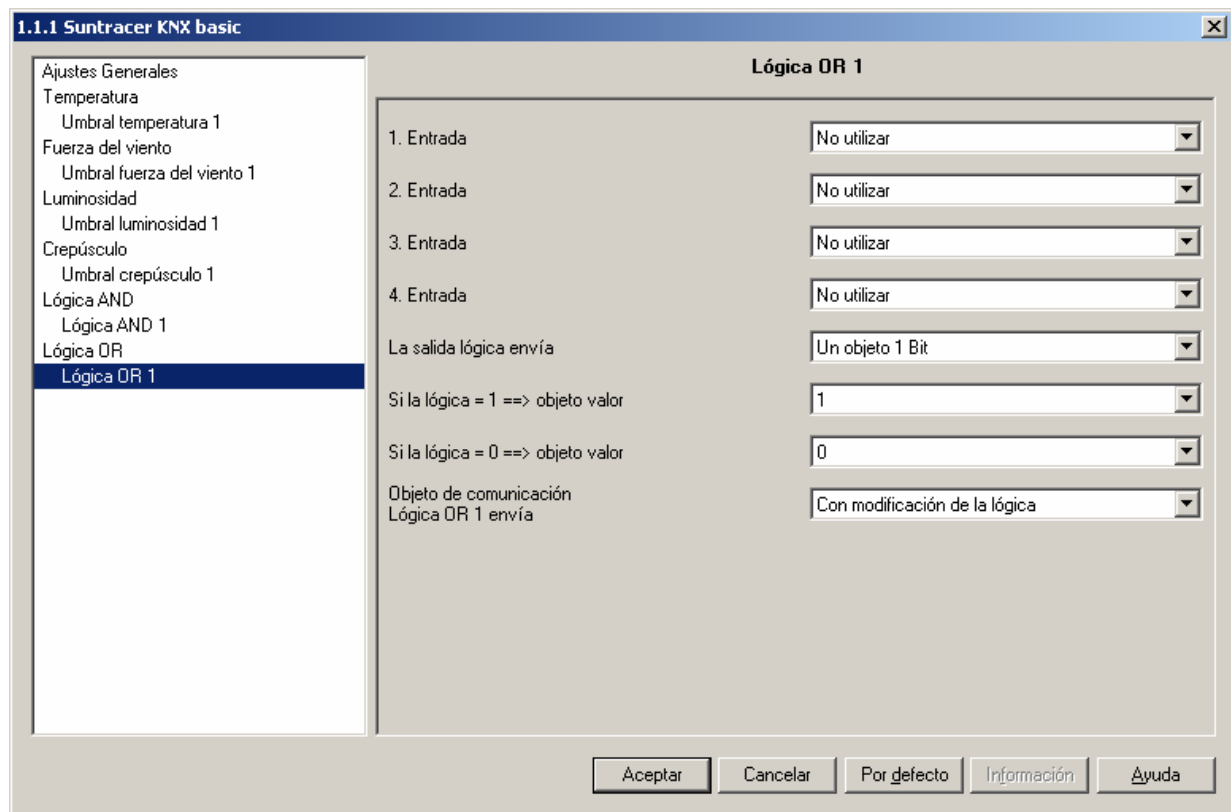 1.1.1 Suntracer KNX basic
Ajustes Generales
Temperatura
Umbral temperatura 1
Fuerza del viento
Umbral fuerza del viento 1
Luminosidad
Umbral luminosidad 1
Crepúsculo
Umbral crepúsculo 1
Lógica AND
Lógica AND 1
Lógica OR
Lógica OR 1
Lógica OR 1
1. Entrada No utilizar
2. Entrada No utilizar
3. Entrada No utilizar
4. Entrada No utilizar
La salida lógica envía Un objeto 1 Bit
Si la lógica = 1 ==> objeto valor 1
Si la lógica = 0 ==> objeto valor 0
Objeto de comunicación
Lógica OR 1 envía Con modificación de la lógica
Aceptar Cancelar Por defecto Información Ayuda